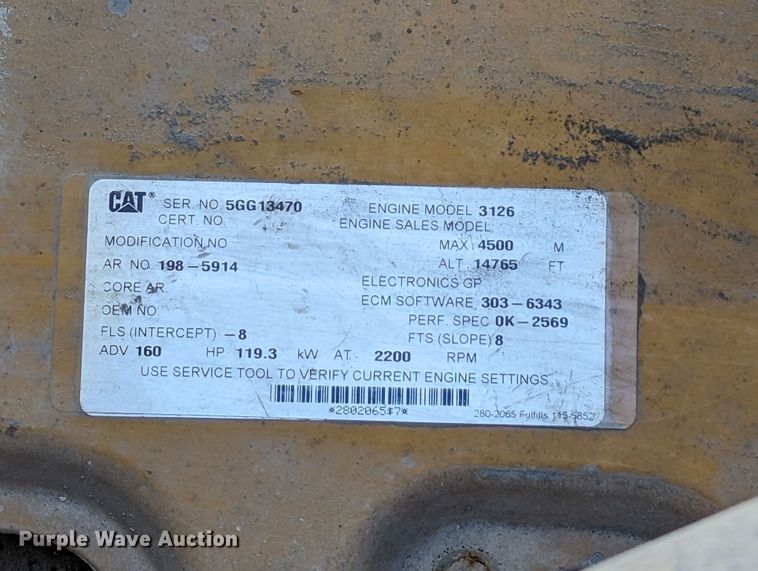 CAT® SER. NO. 5GG13470 ENGINE MODEL 3126
CERT. NO. ENGINE SALES MODEL
MODIFICATION NO MAX 4500 M
AR NO. 198-5914 ALT. 14765 FT
CORE AR ELECTRONICS GP
OEM NO. ECM SOFTWARE 303-6343
PERF. SPEC 0K-2569
FLS (INTERCEPT) -8 FTS (SLOPE) 8
ADV 160 HP 119.3 kW AT 2200 RPM
USE SERVICE TOOL TO VERIFY CURRENT ENGINE SETTINGS
*2802065$7* 280-2065 Fulfills 115-5852
Purple Wave Auction